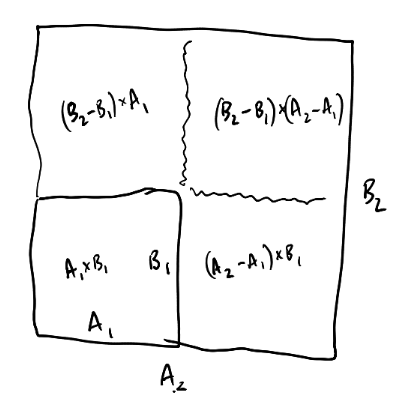 (B₂-B₁)×A₁
(B₂-B₁)×(A₂-A₁)
B₂
A₁×B₁
B₁
(A₂-A₁)×B₁
A₁
A₂